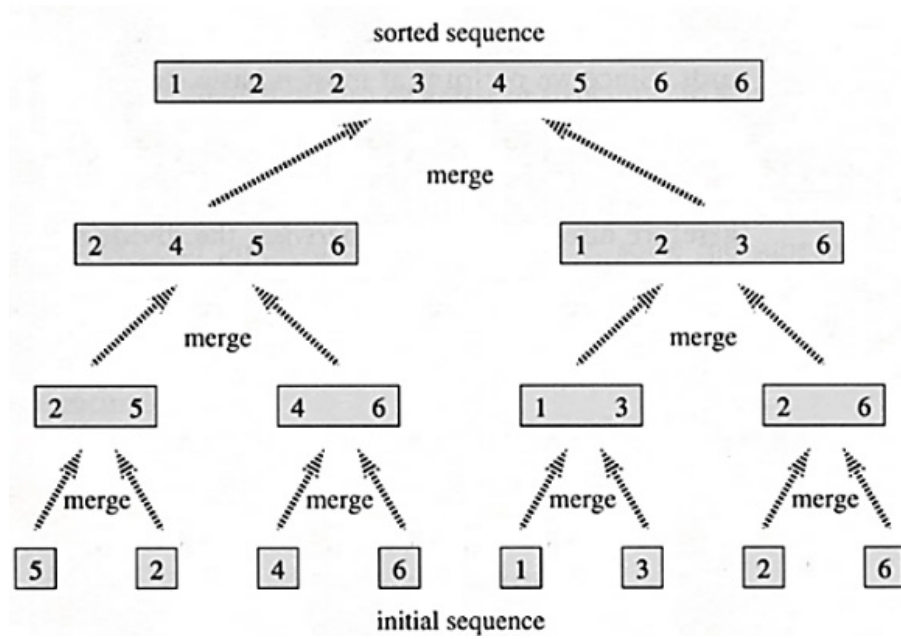 sorted sequence
1 2 2 3 4 5 6 6
merge
2 4 5 6
1 2 3 6
merge
merge
2 5
4 6
1 3
2 6
merge
merge
merge
merge
5
2
4
6
1
3
2
6
initial sequence